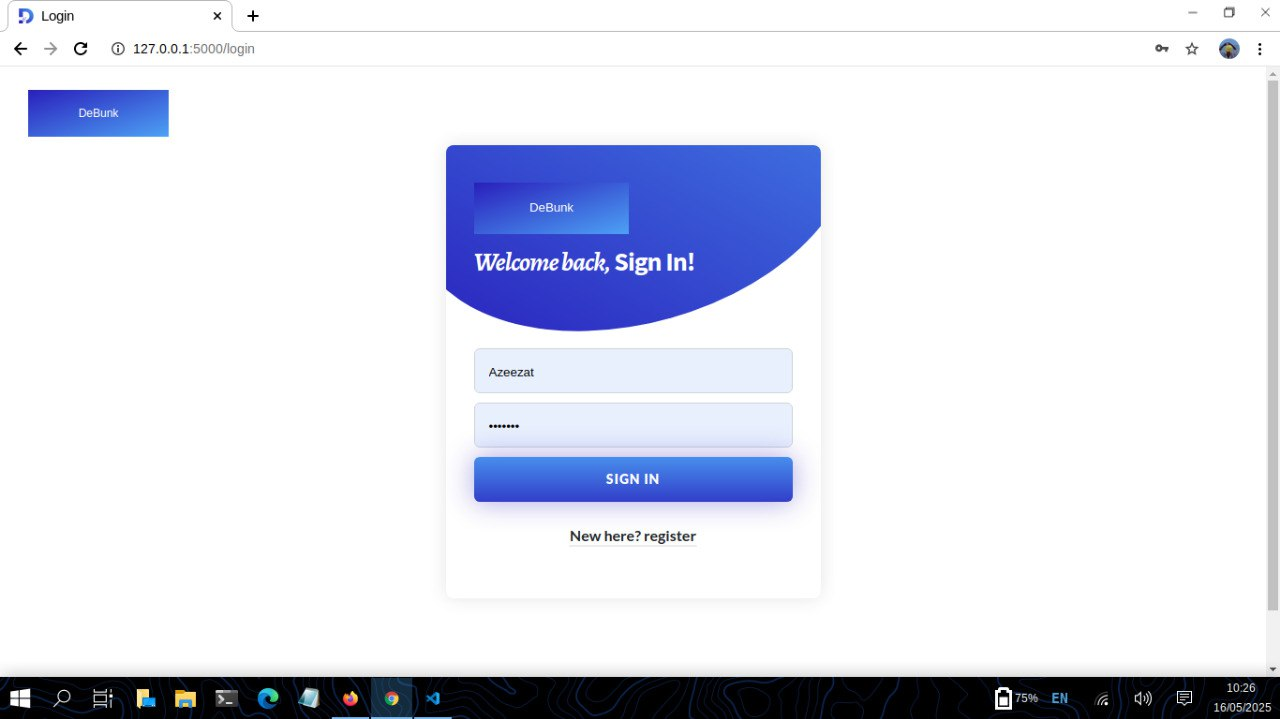 Login
127.0.0.1:5000/login
DeBunk
DeBunk
Welcome back, Sign In!
Azeezat
•••••••
SIGN IN
New here? register
75% EN
10:26
16/05/2025